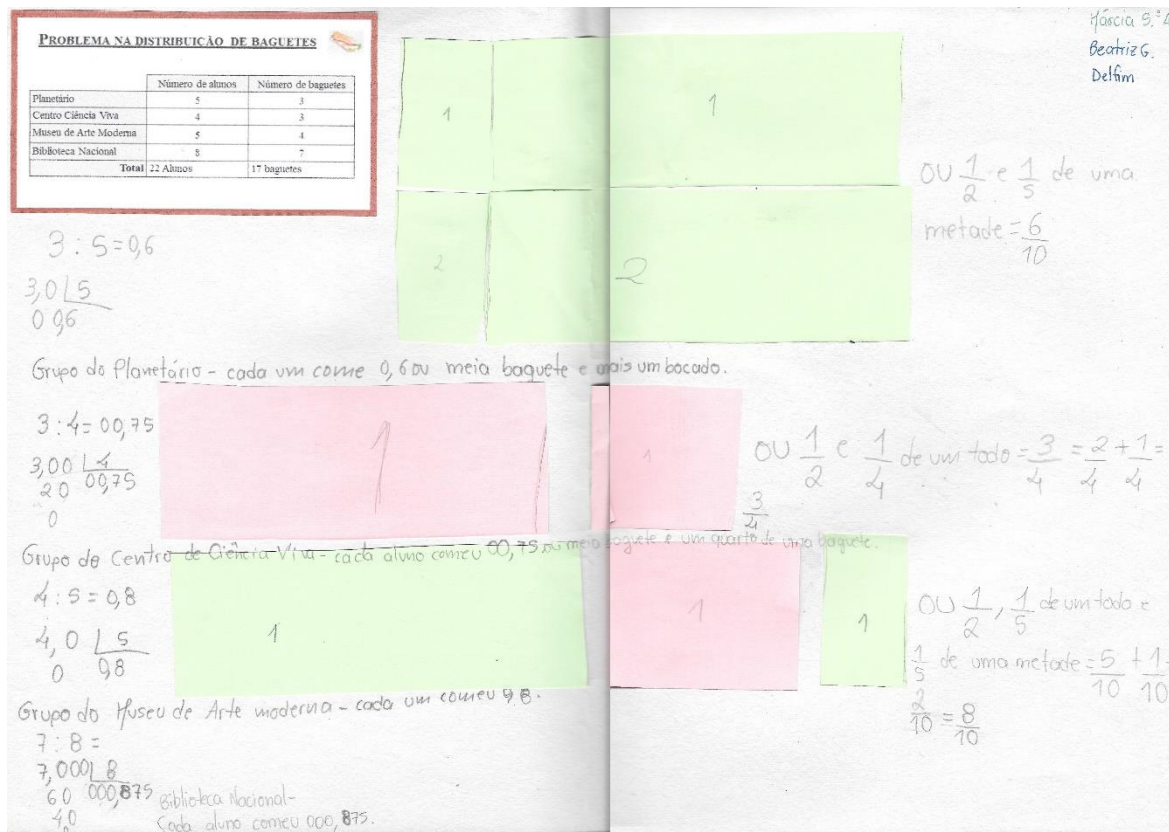 Márcia 5.º A
Beatriz G.
Delfim
PROBLEMA NA DISTRIBUIÇÃO DE BAGUETES
Número de alunos Número de baguetes
Planetário 5 3
Centro Ciência Viva 4 3
Museu de Arte Moderna 5 4
Biblioteca Nacional 8 7
Total 22 Alunos 17 baguetes
1 1
2 2
OU 1/2 e 1/5 de uma
metade = 6/10
3 : 5 = 0,6
3,0 5
0 0,6
Grupo do Planetário - cada um come 0,6 ou meia baguete e mais um bocado.
3 : 4 = 00,75
3,00 4
20 00,75
0
1 1
OU 1/2 e 1/4 de um todo = 3/4 = 2/4 + 1/4 =
3/4
Grupo do Centro de Ciência Viva - cada aluno comeu 00,75 ou meia baguete e um quarto de uma baguete.
4 : 5 = 0,8
4,0 5
0 0,8
1 1 1
OU 1/2, 1/5 de um todo e
1/5 de uma metade = 5/10 + 1/10
2/10 = 8/10
Grupo do Museu de Arte moderna - cada um comeu 0,8.
7 : 8 =
7,000 8
60 000,875
40
Biblioteca Nacional -
Cada aluno comeu 000,875.